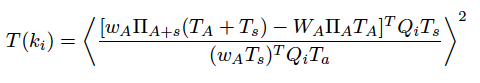 T(k_i) = \left\langle \frac{[w_A \Pi_{A+s}(T_A + T_s) - W_A \Pi_A T_A]^T Q_i T_s}{(w_A T_s)^T Q_i T_a} \right\rangle^2